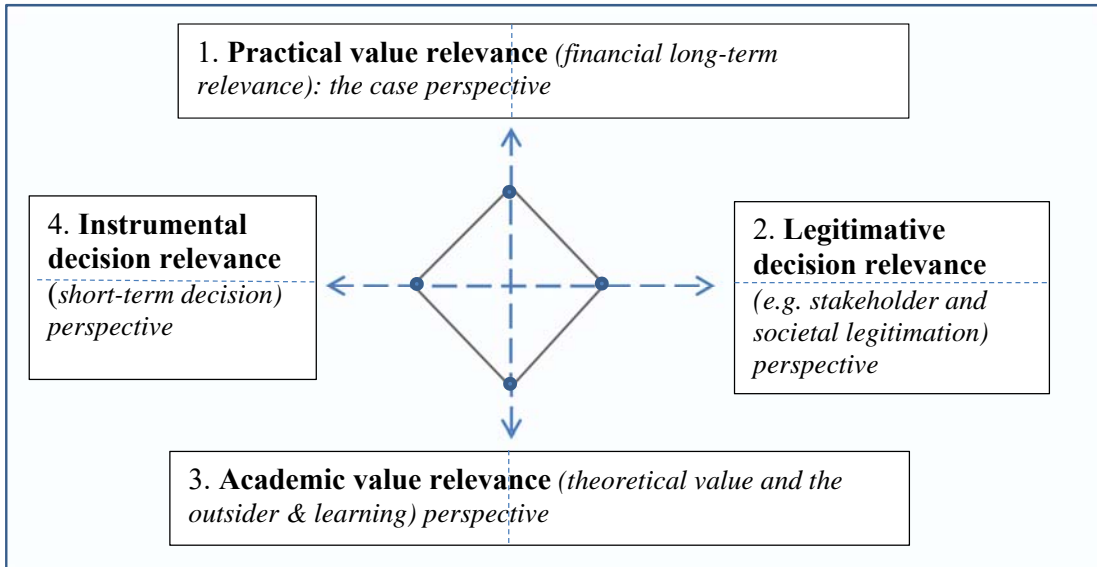 1. Practical value relevance (financial long-term
relevance): the case perspective
4. Instrumental
decision relevance
(short-term decision)
perspective
2. Legitimative
decision relevance
(e.g. stakeholder and
societal legitimation)
perspective
3. Academic value relevance (theoretical value and the
outsider & learning) perspective